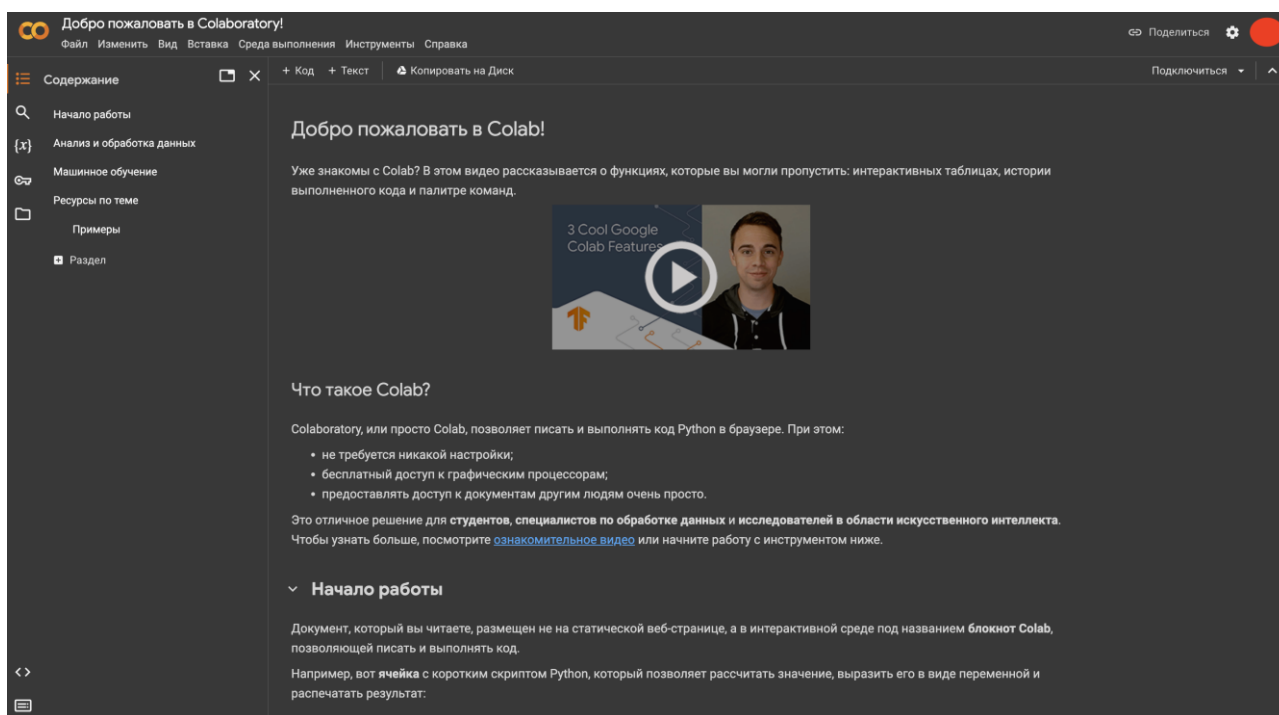 Добро пожаловать в Colaboratory!
Файл Изменить Вид Вставка Среда выполнения Инструменты Справка
Поделиться
Содержание
+ Код + Текст Копировать на Диск
Подключиться
Начало работы
{x} Анализ и обработка данных
Машинное обучение
Ресурсы по теме
Примеры
Раздел
Добро пожаловать в Colab!
Уже знакомы с Colab? В этом видео рассказывается о функциях, которые вы могли пропустить: интерактивных таблицах, истории
выполненного кода и палитре команд.
3 Cool Google
Colab Features
Что такое Colab?
Colaboratory, или просто Colab, позволяет писать и выполнять код Python в браузере. При этом:
• не требуется никакой настройки;
• бесплатный доступ к графическим процессорам;
• предоставлять доступ к документам другим людям очень просто.
Это отличное решение для студентов, специалистов по обработке данных и исследователей в области искусственного интеллекта.
Чтобы узнать больше, посмотрите ознакомительное видео или начните работу с инструментом ниже.
Начало работы
Документ, который вы читаете, размещен не на статической веб-странице, а в интерактивной среде под названием блокнот Colab,
позволяющей писать и выполнять код.
Например, вот ячейка с коротким скриптом Python, который позволяет рассчитать значение, выразить его в виде переменной и
распечатать результат: